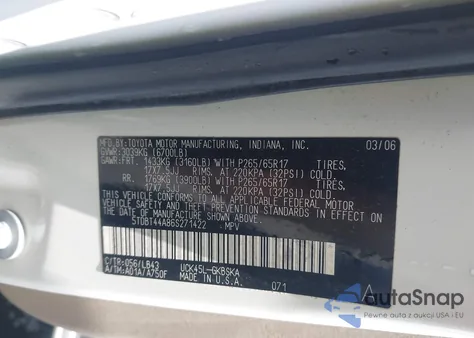 MFD.BY:TOYOTA MOTOR MANUFACTURING, INDIANA, INC. 03/06
GVWR:3039KG (6700LB)
GAWR:FRT. 1433KG (3160LB) WITH P265/65R17 TIRES,
17X7.5JJ RIMS, AT 220KPA (32PSI) COLD.
RR. 1769KG (3900LB) WITH P265/65R17 TIRES,
17X7.5JJ RIMS, AT 220KPA (32PSI) COLD.
THIS VEHICLE CONFORMS TO ALL APPLICABLE FEDERAL MOTOR
VEHICLE SAFETY STANDARDS IN EFFECT ON THE DATE OF
MANUFACTURE SHOWN ABOVE.
5TDBT44A86S271422 MPV
C/TR:056/LB43 UCK45L-GKBSKA
A/TM:A01A/A750F MADE IN U.S.A. 071
AutoSnap
Pewne auta z aukcji USA i EU